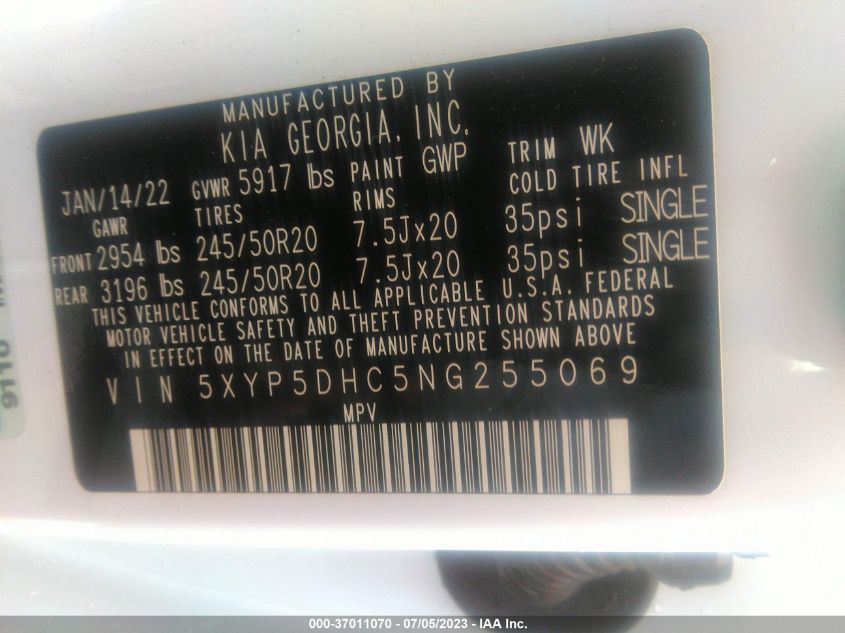 MANUFACTURED BY
KIA GEORGIA, INC.
JAN/14/22 GVWR 5917 lbs PAINT GWP TRIM WK
GAWR TIRES RIMS COLD TIRE INFL
FRONT 2954 lbs 245/50R20 7.5Jx20 35psi SINGLE
REAR 3196 lbs 245/50R20 7.5Jx20 35psi SINGLE
THIS VEHICLE CONFORMS TO ALL APPLICABLE U.S.A. FEDERAL
MOTOR VEHICLE SAFETY AND THEFT PREVENTION STANDARDS
IN EFFECT ON THE DATE OF MANUFACTURE SHOWN ABOVE
VIN 5XYP5DHC5NG255069
MPV
9110
000-37011070 - 07/05/2023 - IAA Inc.